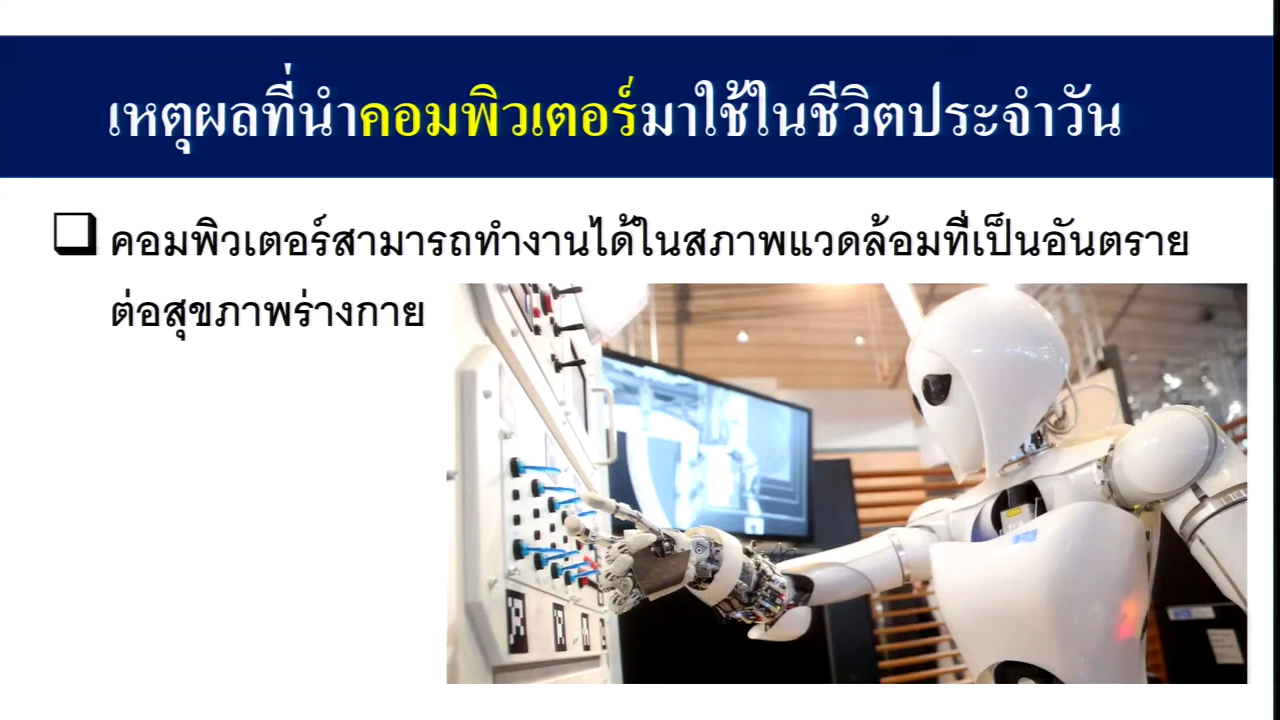 เหตุผลที่นำคอมพิวเตอร์มาใช้ในชีวิตประจำวัน
คอมพิวเตอร์สามารถทำงานได้ในสภาพแวดล้อมที่เป็นอันตราย
ต่อสุขภาพร่างกาย